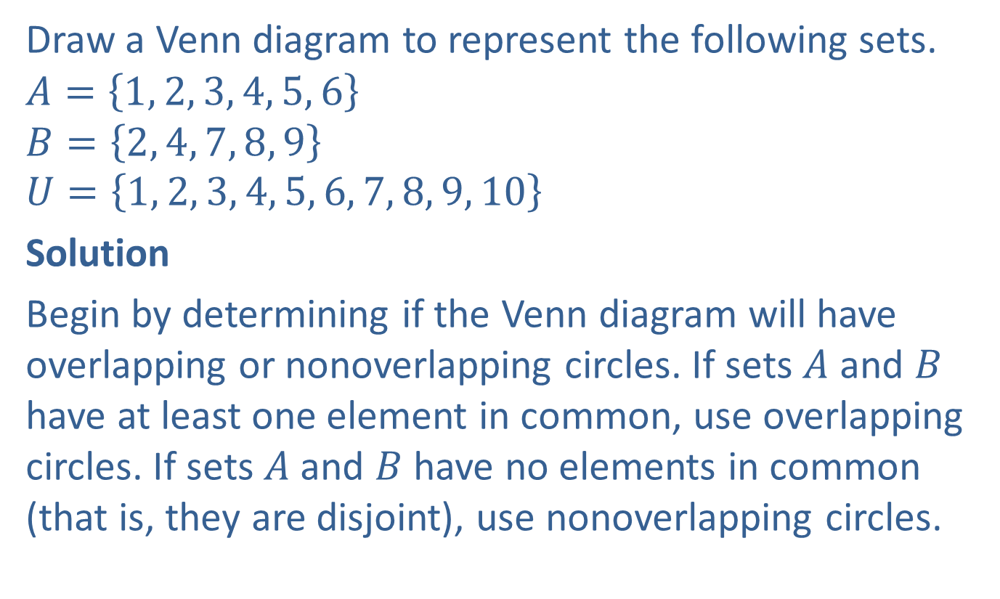 Draw a Venn diagram to represent the following sets.
A = {1, 2, 3, 4, 5, 6}
B = {2, 4, 7, 8, 9}
U = {1, 2, 3, 4, 5, 6, 7, 8, 9, 10}
Solution
Begin by determining if the Venn diagram will have
overlapping or nonoverlapping circles. If sets A and B
have at least one element in common, use overlapping
circles. If sets A and B have no elements in common
(that is, they are disjoint), use nonoverlapping circles.